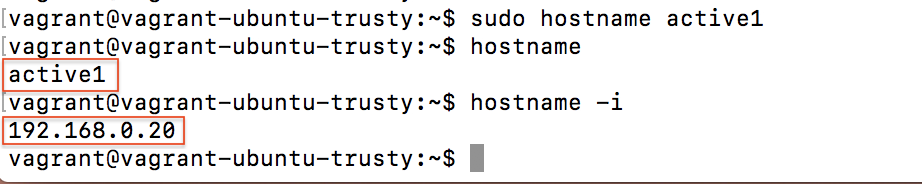 [vagrant@vagrant-ubuntu-trusty:~$ sudo hostname active1
[vagrant@vagrant-ubuntu-trusty:~$ hostname
active1
[vagrant@vagrant-ubuntu-trusty:~$ hostname -i
192.168.0.20
vagrant@vagrant-ubuntu-trusty:~$